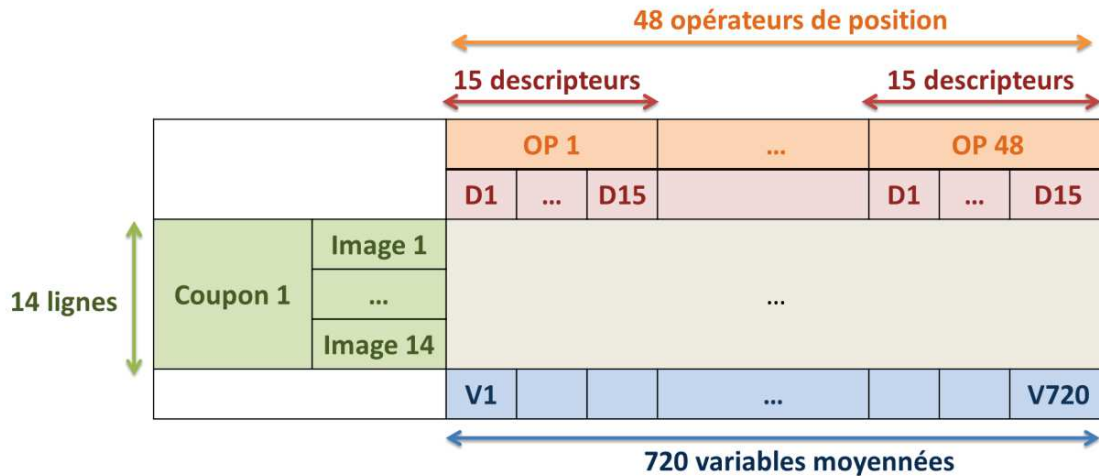 48 opérateurs de position
15 descripteurs 15 descripteurs
OP 1 ... OP 48
D1 ... D15 D1 ... D15
14 lignes
Coupon 1
Image 1
... ...
Image 14
V1 ... V720
720 variables moyennées